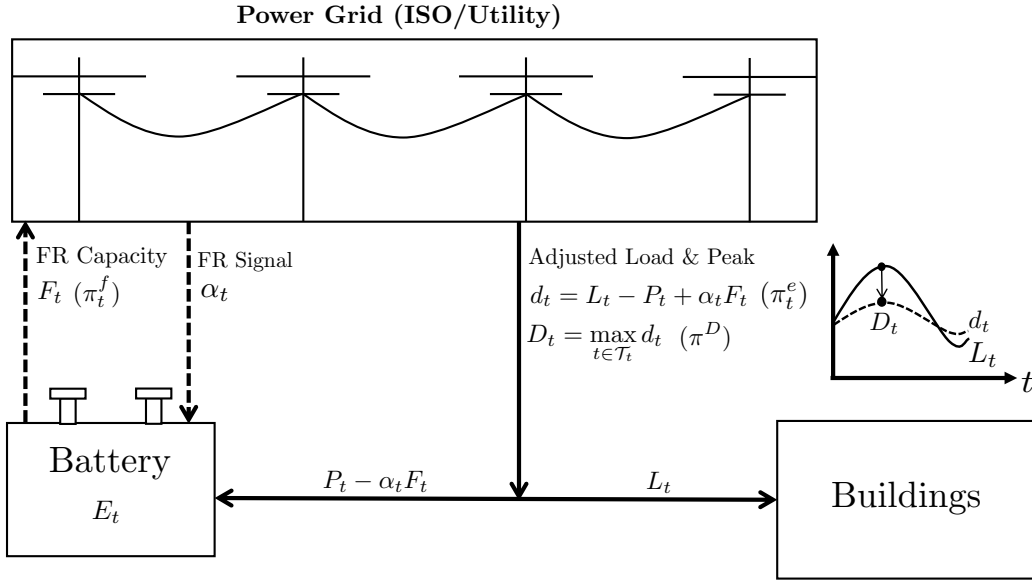 Power Grid (ISO/Utility)
FR Capacity
F_t (π_t^f)
FR Signal
α_t
Adjusted Load & Peak
d_t = L_t − P_t + α_t F_t (π_t^e)
D_t = max_{t∈𝒯_t} d_t (π^D)
D_t
d_t
L_t
t
Battery
E_t
P_t − α_t F_t
L_t
Buildings